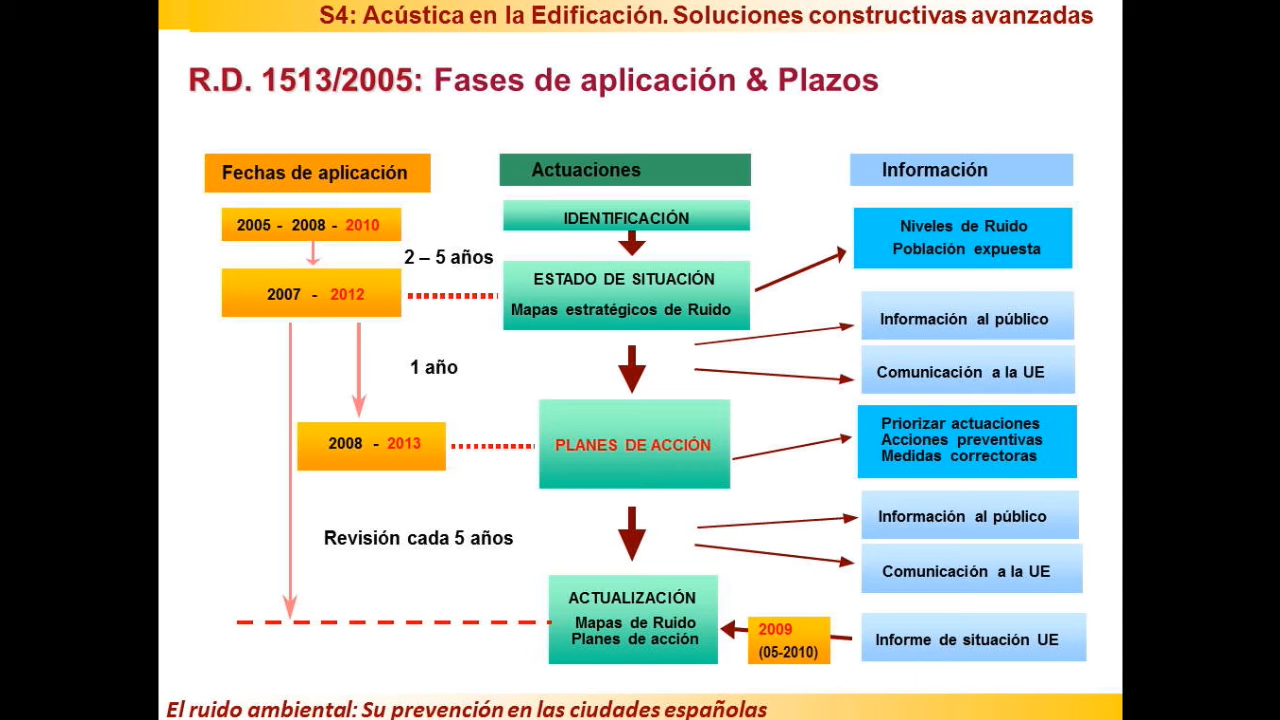 S4: Acústica en la Edificación. Soluciones constructivas avanzadas
R.D. 1513/2005: Fases de aplicación & Plazos
Fechas de aplicación
Actuaciones
Información
2005 - 2008 - 2010
IDENTIFICACIÓN
Niveles de Ruido
Población expuesta
2 – 5 años
2007 - 2012
ESTADO DE SITUACIÓN
Mapas estratégicos de Ruido
Información al público
1 año
Comunicación a la UE
2008 - 2013
PLANES DE ACCIÓN
Priorizar actuaciones
Acciones preventivas
Medidas correctoras
Información al público
Revisión cada 5 años
Comunicación a la UE
ACTUALIZACIÓN
Mapas de Ruido
Planes de acción
2009
(05-2010)
Informe de situación UE
El ruido ambiental: Su prevención en las ciudades españolas